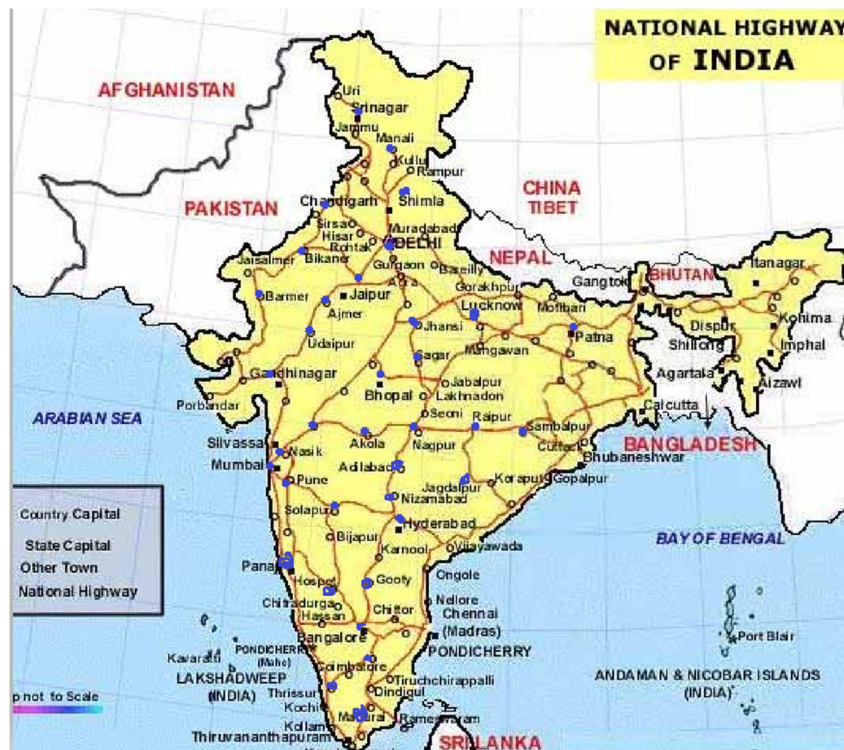 NATIONAL HIGHWAY
OF INDIA
AFGHANISTAN
Uri
Srinagar
Jammu
Manali
Kullu
Rampur
CHINA
TIBET
PAKISTAN
Chandigarh
Shimla
Sirsa
Muradabad
Hisar
DELHI
Rohtak
NEPAL
BHUTAN
Itanagar
Jaisalmer
Bikaner
Gurgaon
Bareilly
Gangtok
Agra
Gorakhpur
Barmer
Jaipur
Lucknow
Motihari
Ajmer
Jhansi
Dispur
Kohima
Udaipur
Patna
Shillong
Imphal
Sagar
Mangawan
Gandhinagar
Agartala
Aizawl
Jabalpur
Bhopal
Lakhnadon
Porbandar
Seoni
Calcutta
ARABIAN SEA
Raipur
Sambalpur
Silvassa
Akola
Nagpur
Cuttack
BANGLADESH
Nasik
Mumbai
Adilabad
Bhubaneshwar
Pune
Jagdalpur
Koraput
Gopalpur
Nizamabad
Solapur
Country Capital
Hyderabad
Bijapur
BAY OF BENGAL
State Capital
Karnool
Vijayawada
Other Town
Panaji
Ongole
National Highway
Hospet
Gooty
Chitradurga
Nellore
Hassan
Chittor
Chennai
(Madras)
Bangalore
Port Blair
PONDICHERRY
(Mahe)
PONDICHERRY
Kavaratti
Coimbatore
LAKSHADWEEP
(INDIA)
Tiruchchirappalli
ANDAMAN & NICOBAR ISLANDS
(INDIA)
Thrissur
Dindigul
p not to Scale
Kochi
Madurai
Rameswaram
Kollam
Thiruvananthapuram
SRI LANKA